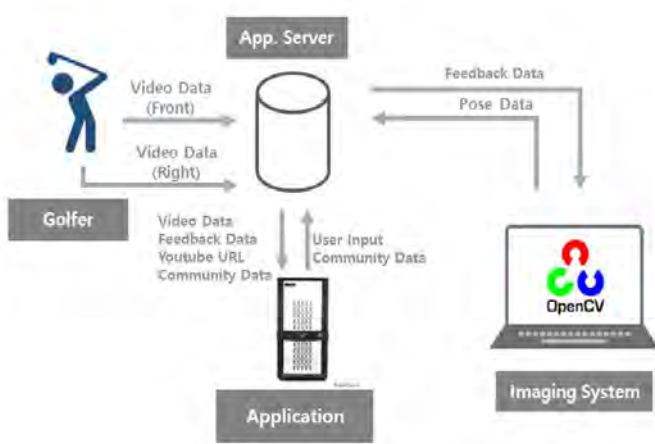 App. Server
Video Data
(Front)
Video Data
(Right)
Golfer
Feedback Data
Pose Data
Video Data
Feedback Data
Youtube URL
Community Data
User Input
Community Data
OpenCV
Application
Imaging System